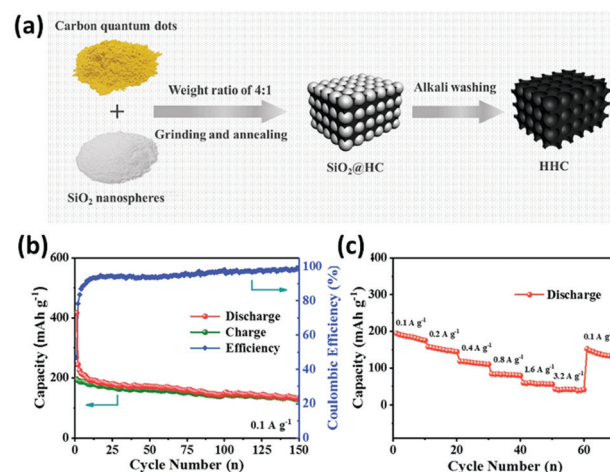 (a)
Carbon quantum dots
+
SiO₂ nanospheres
Weight ratio of 4:1
Grinding and annealing
SiO₂@HC
Alkali washing
HHC
(b)
600
400
200
0
Capacity (mAh g⁻¹)
100
80
60
40
20
0
Coulombic Efficiency (%)
Discharge
Charge
Efficiency
0.1 A g⁻¹
0 25 50 75 100 125 150
Cycle Number (n)
(c)
400
300
200
100
0
Capacity (mAh g⁻¹)
Discharge
0.1 A g⁻¹
0.2 A g⁻¹
0.4 A g⁻¹
0.8 A g⁻¹
1.6 A g⁻¹
3.2 A g⁻¹
0.1 A g⁻¹
0 20 40 60
Cycle Number (n)